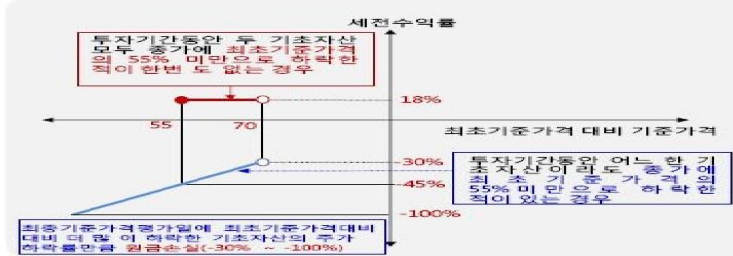 세전수익률
투자기간동안 두 기초자산
모두 종가에 최초기준가격
의 55% 미만으로 하락한
적이 한번 도 없는 경우
18%
55
70
최초기준가격 대비 기준가격
-30%
투자기간동안 어느 한 기
초자산이라도 종가에
최초기준가격의
55%미만으로 하락한
적이 있는 경우
-45%
-100%
최종기준가격평가일에 최초기준가격대비
대비 더 많 이 하락한 기초자산의 주가
하락률만큼 원금손실(-30% ~ -100%)